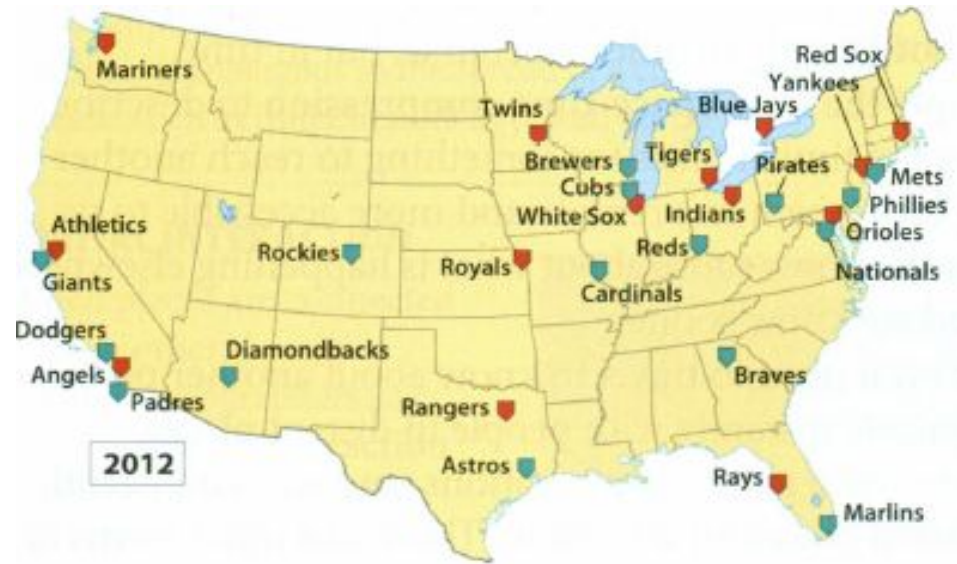 Red Sox
Yankees
Mariners
Twins
Blue Jays
Brewers
Tigers
Pirates
Cubs
Mets
White Sox
Indians
Phillies
Athletics
Orioles
Rockies
Reds
Royals
Nationals
Giants
Cardinals
Dodgers
Diamondbacks
Angels
Braves
Padres
Rangers
2012
Astros
Rays
Marlins